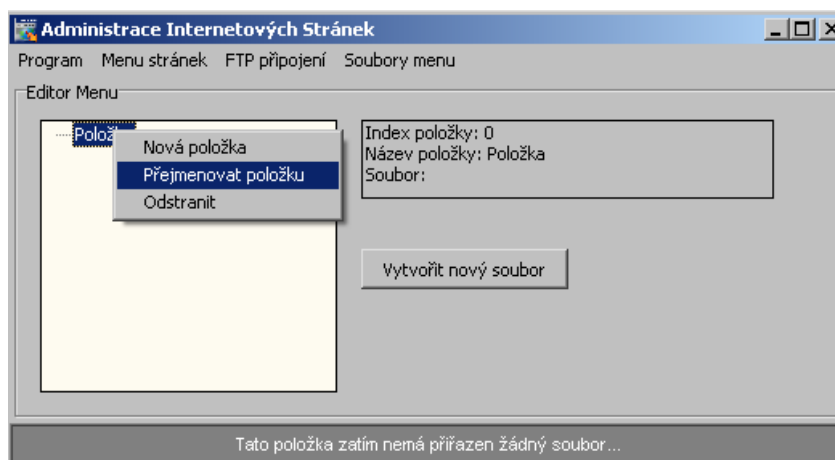 Administrace Internetových Stránek
Program Menu stránek FTP připojení Soubory menu
Editor Menu
Index položky: 0
Název položky: Položka
Soubor:
Nová položka
Přejmenovat položku
Odstranit
Vytvořit nový soubor
Tato položka zatím nemá přiřazen žádný soubor...